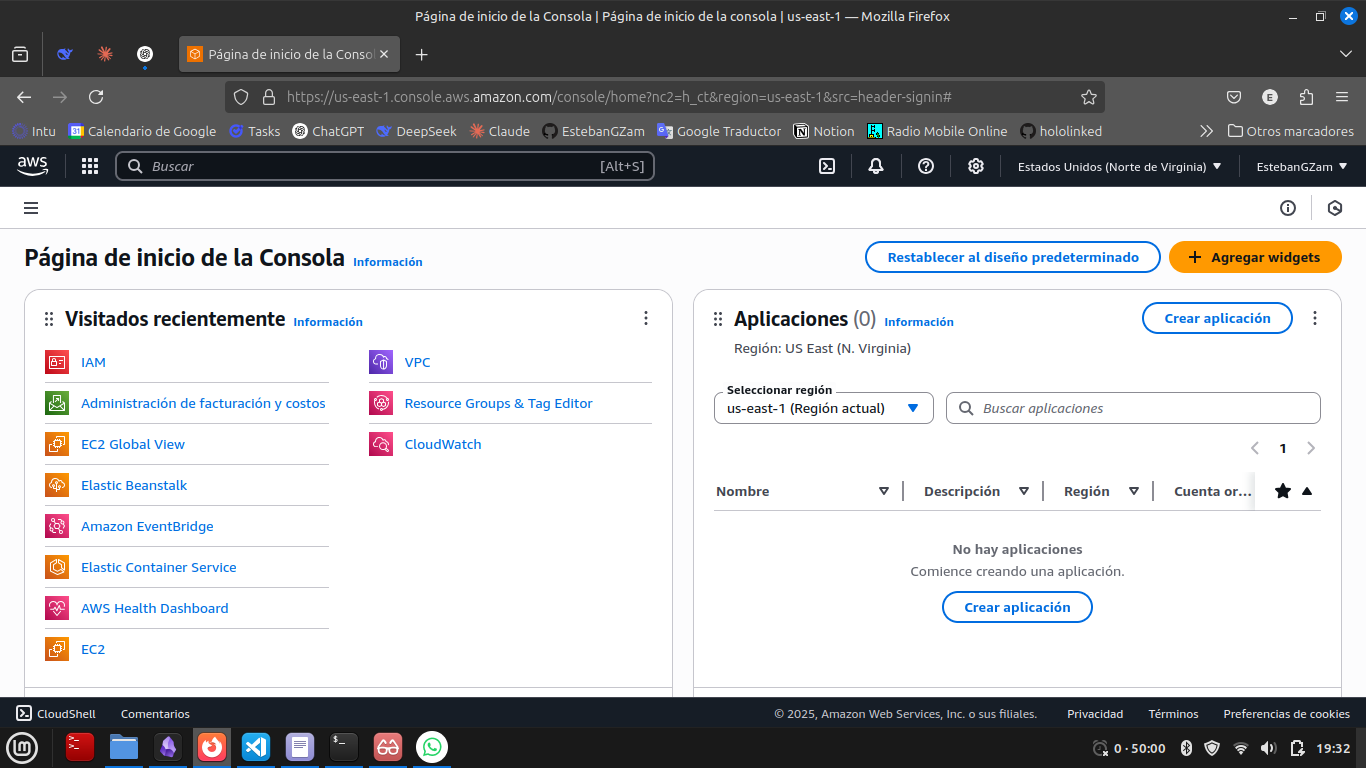 Página de inicio de la Consola | Página de inicio de la consola | us-east-1 — Mozilla Firefox
Página de inicio de la Consol
https://us-east-1.console.aws.amazon.com/console/home?nc2=h_ct&region=us-east-1&src=header-signin#
E
Intu Calendario de Google Tasks ChatGPT DeepSeek Claude EstebanGZam Google Traductor Notion Radio Mobile Online hololinked Otros marcadores
aws Buscar [Alt+S] Estados Unidos (Norte de Virginia) EstebanGZam
Página de inicio de la Consola Información Restablecer al diseño predeterminado + Agregar widgets
Visitados recientemente Información
IAM
Administración de facturación y costos
EC2 Global View
Elastic Beanstalk
Amazon EventBridge
Elastic Container Service
AWS Health Dashboard
EC2
VPC
Resource Groups & Tag Editor
CloudWatch
Aplicaciones (0) Información Crear aplicación
Región: US East (N. Virginia)
Seleccionar región
us-east-1 (Región actual) Buscar aplicaciones
1
Nombre Descripción Región Cuenta or...
No hay aplicaciones
Comience creando una aplicación.
Crear aplicación
CloudShell Comentarios © 2025, Amazon Web Services, Inc. o sus filiales. Privacidad Términos Preferencias de cookies
0 · 50:00 19:32